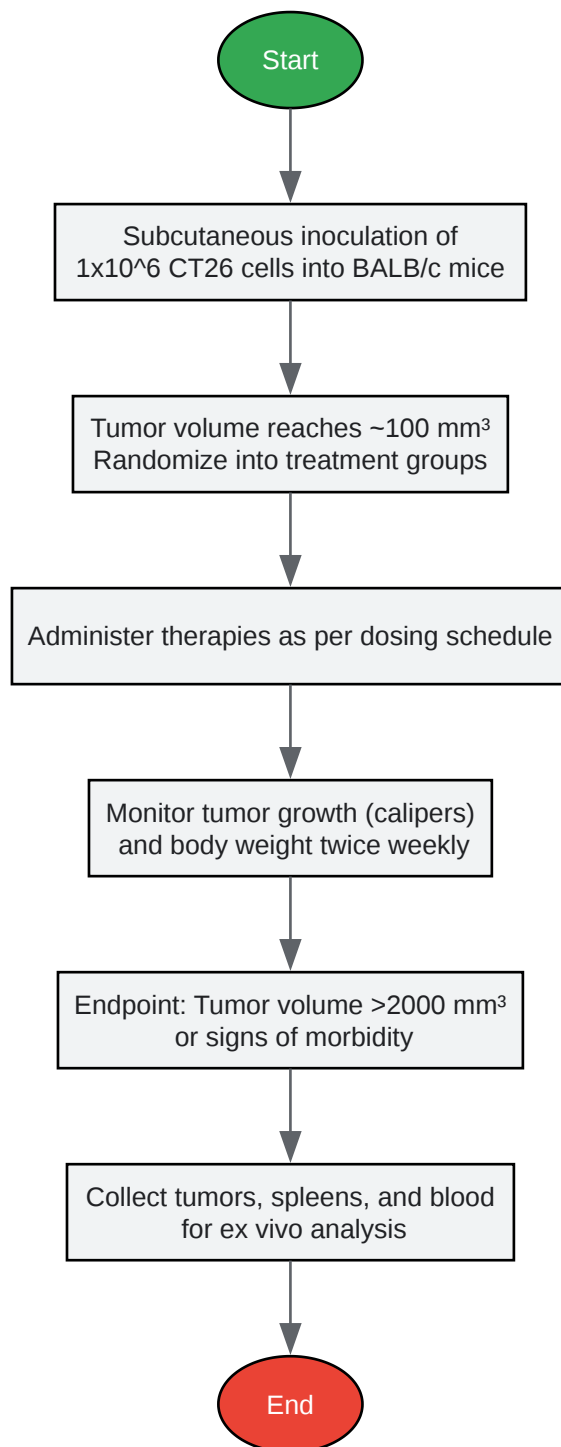 Start
Subcutaneous inoculation of
1x10^6 CT26 cells into BALB/c mice
Tumor volume reaches ~100 mm³
Randomize into treatment groups
Administer therapies as per dosing schedule
Monitor tumor growth (calipers)
and body weight twice weekly
Endpoint: Tumor volume >2000 mm³
or signs of morbidity
Collect tumors, spleens, and blood
for ex vivo analysis
End